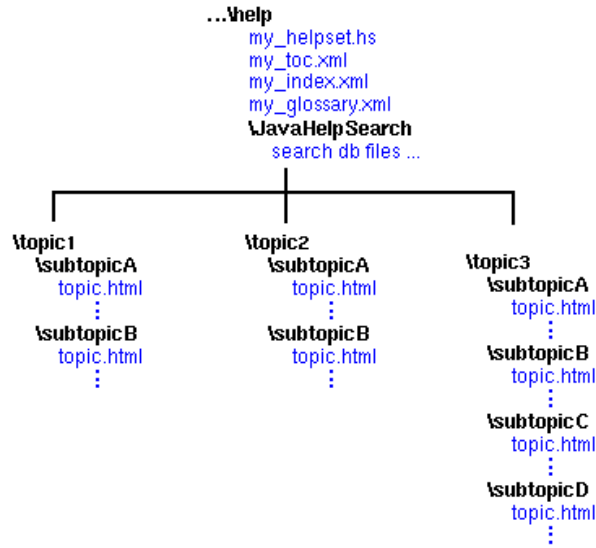 ...\help
my_helpset.hs
my_toc.xml
my_index.xml
my_glossary.xml
\JavaHelpSearch
search db files ...
\topic1
\subtopicA
topic.html
\subtopicB
topic.html
\topic2
\subtopicA
topic.html
\subtopicB
topic.html
\topic3
\subtopicA
topic.html
\subtopicB
topic.html
\subtopicC
topic.html
\subtopicD
topic.html